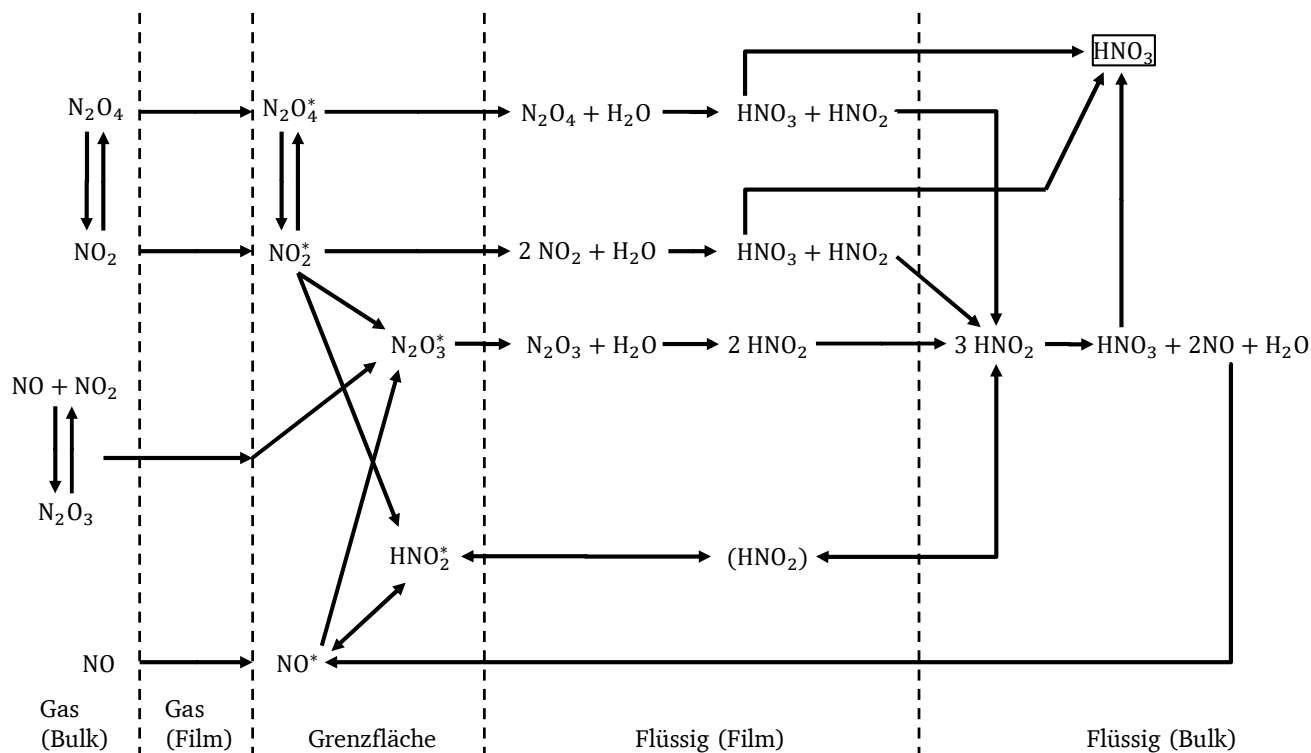 HNO₃
N₂O₄ N₂O₄* N₂O₄ + H₂O HNO₃ + HNO₂
NO₂ NO₂* 2 NO₂ + H₂O HNO₃ + HNO₂
N₂O₃* N₂O₃ + H₂O 2 HNO₂ 3 HNO₂ HNO₃ + 2NO + H₂O
NO + NO₂
N₂O₃
HNO₂* (HNO₂)
NO NO*
Gas
(Bulk)
Gas
(Film)
Grenzfläche
Flüssig (Film)
Flüssig (Bulk)